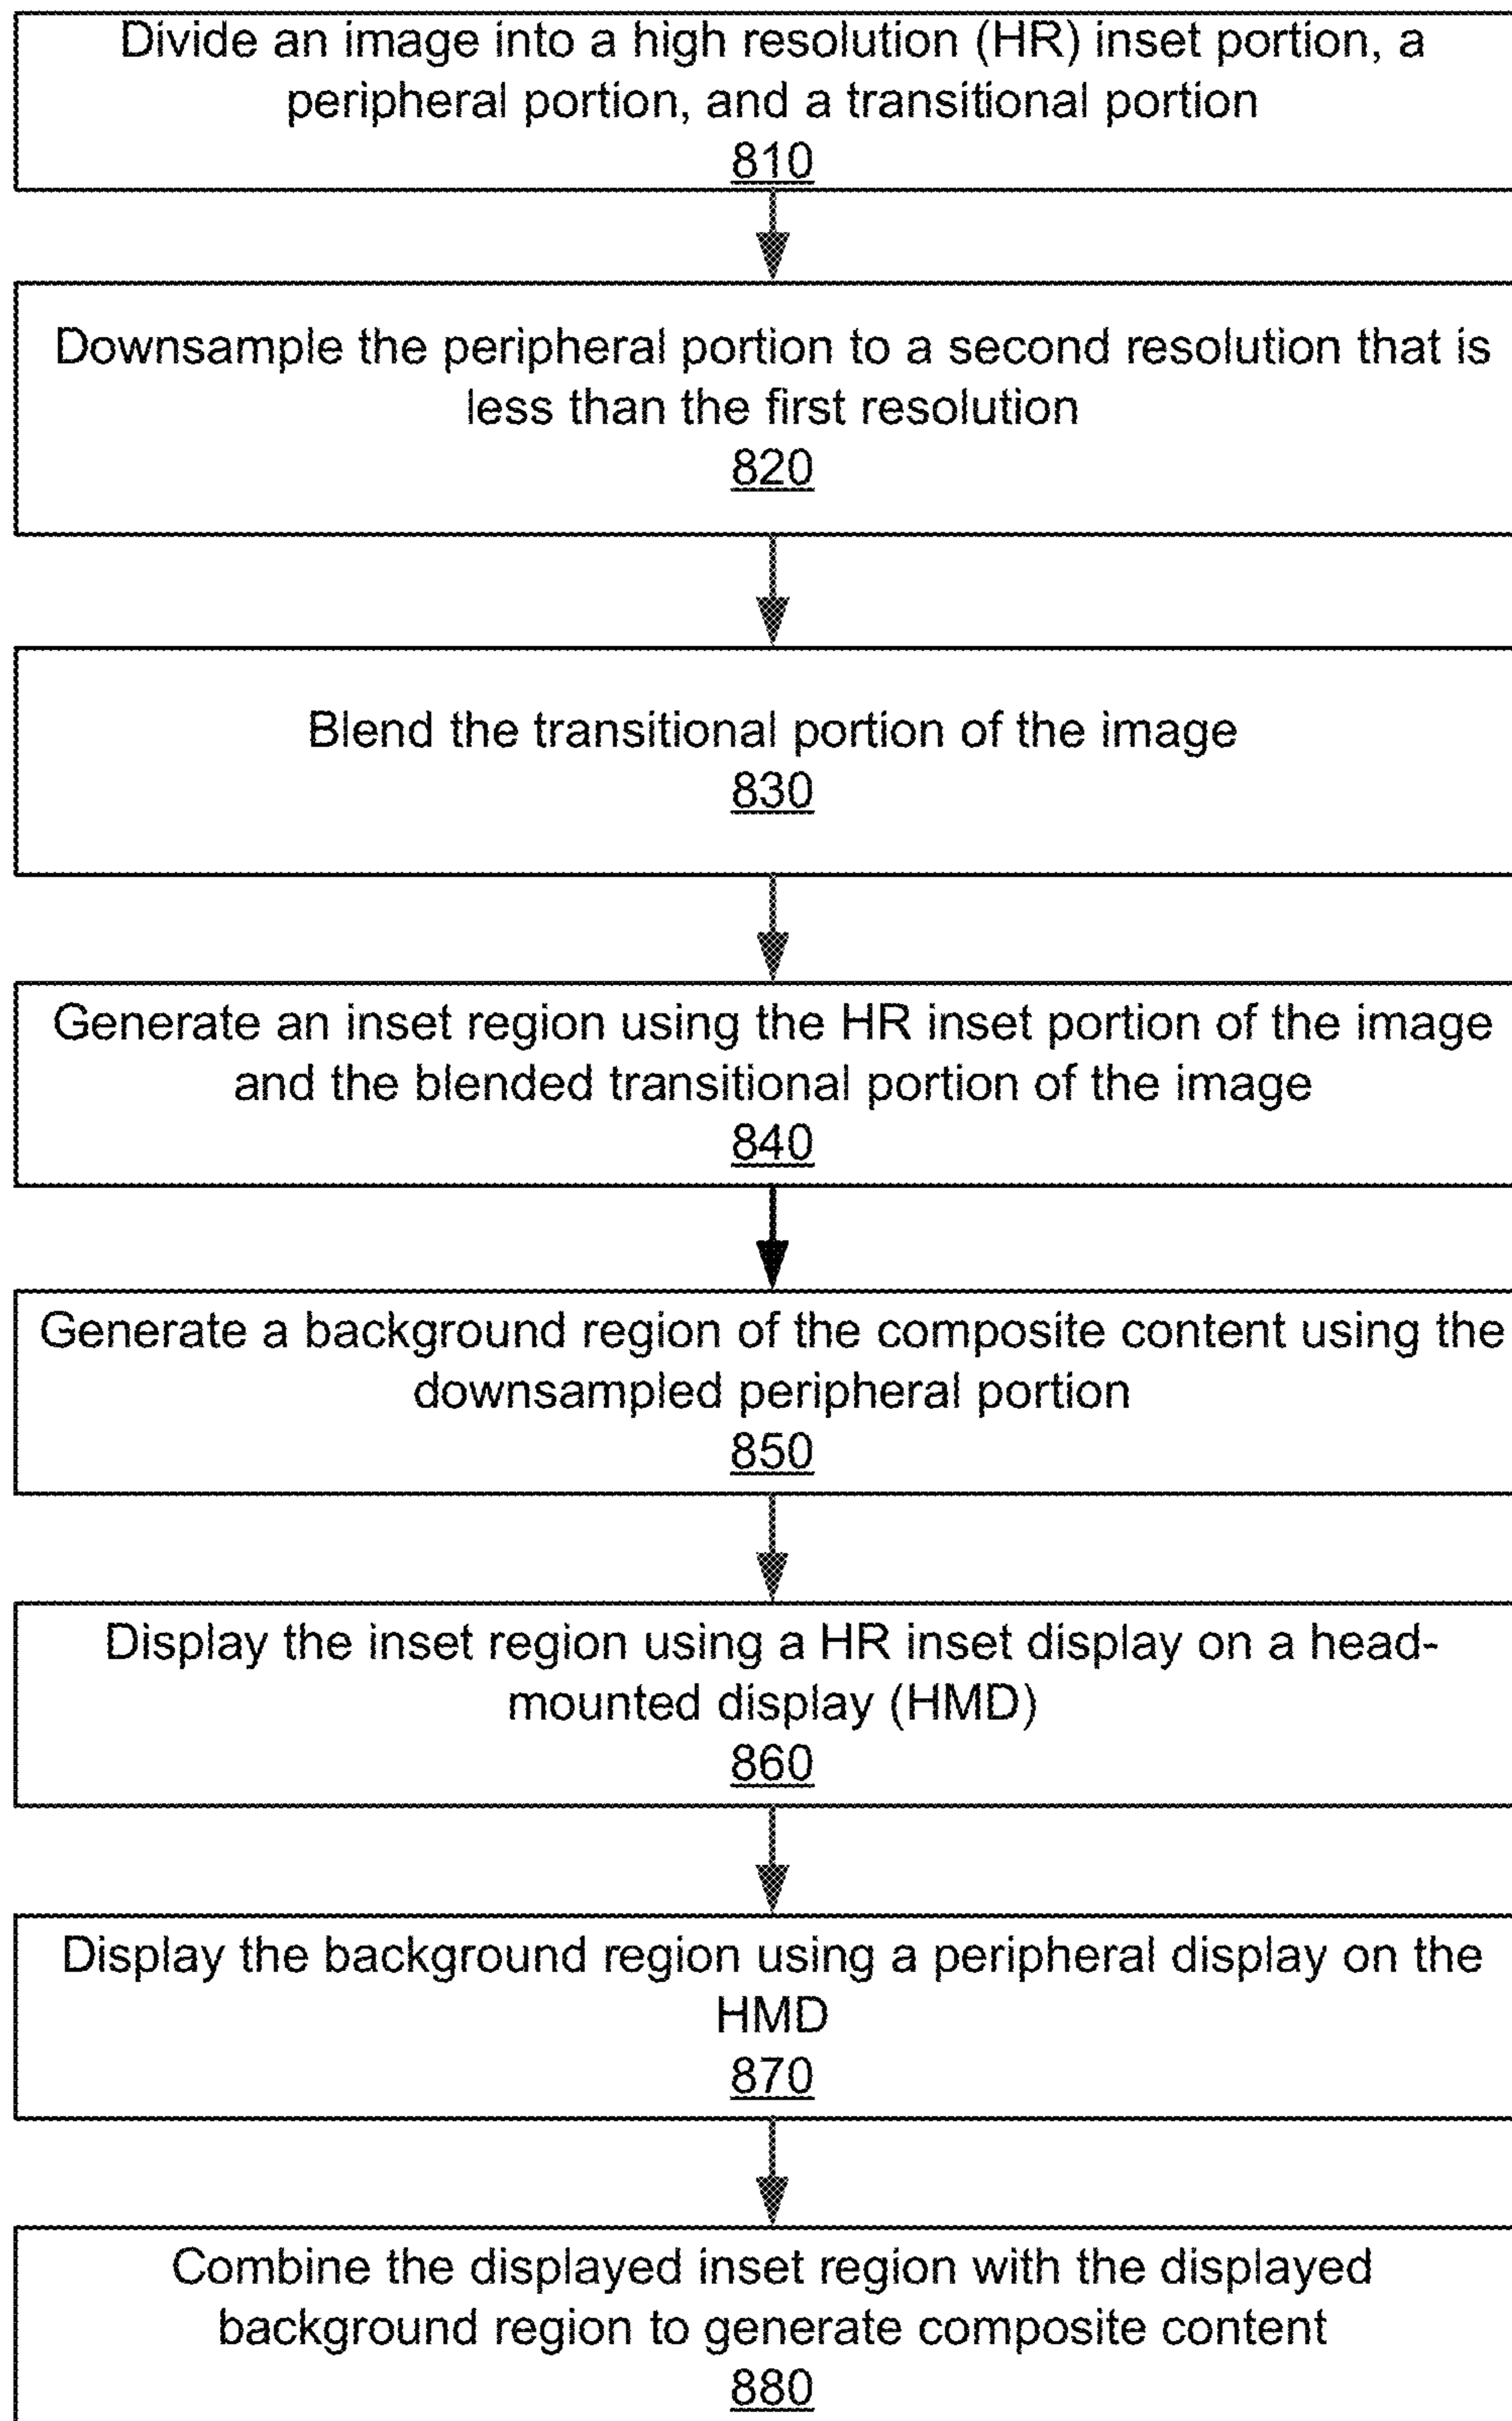 Divide an image into a high resolution (HR) inset portion, a
peripheral portion, and a transitional portion
810
Downsample the peripheral portion to a second resolution that is
less than the first resolution
820
Blend the transitional portion of the image
830
Generate an inset region using the HR inset portion of the image
and the blended transitional portion of the image
840
Generate a background region of the composite content using the
downsampled peripheral portion
850
Display the inset region using a HR inset display on a head-
mounted display (HMD)
860
Display the background region using a peripheral display on the
HMD
870
Combine the displayed inset region with the displayed
background region to generate composite content
880